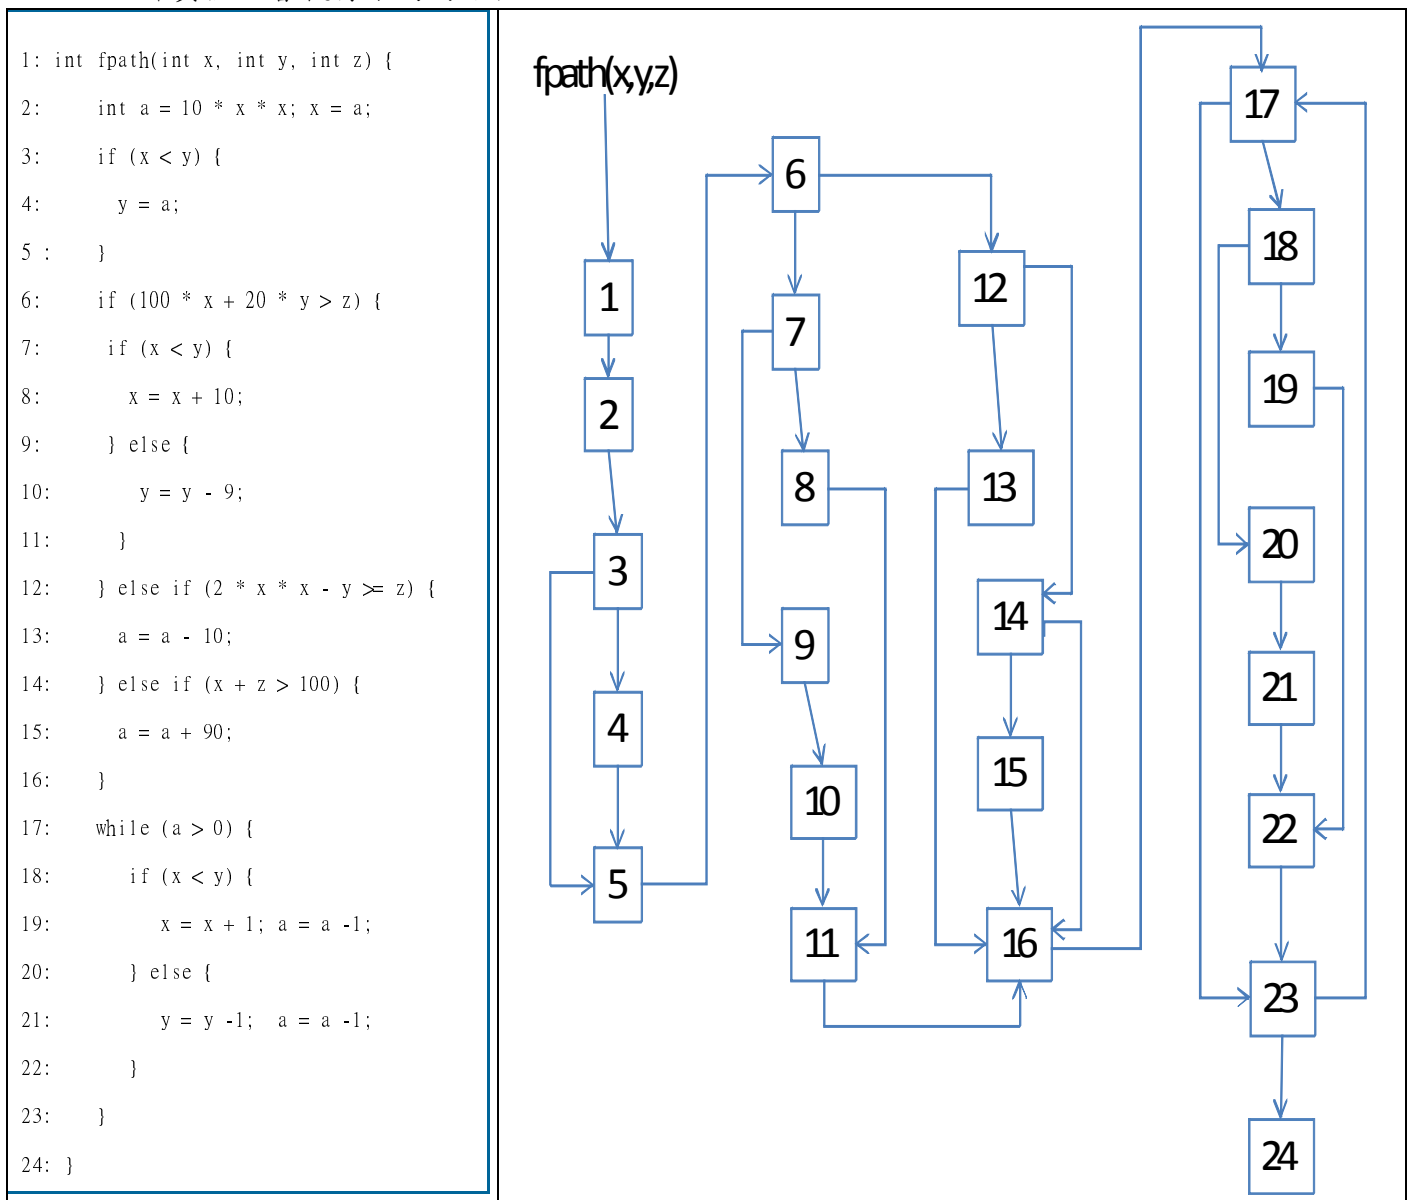 1: int fpath(int x, int y, int z) {
2: int a = 10 * x * x; x = a;
3: if (x < y) {
4: y = a;
5 : }
6: if (100 * x + 20 * y > z) {
7: if (x < y) {
8: x = x + 10;
9: } else {
10: y = y - 9;
11: }
12: } else if (2 * x * x - y >= z) {
13: a = a - 10;
14: } else if (x + z > 100) {
15: a = a + 90;
16: }
17: while (a > 0) {
18: if (x < y) {
19: x = x + 1; a = a -1;
20: } else {
21: y = y -1; a = a -1;
22: }
23: }
24: }
fpath(x,y,z)
1
2
3
4
5
6
7
8
9
10
11
12
13
14
15
16
17
18
19
20
21
22
23
24